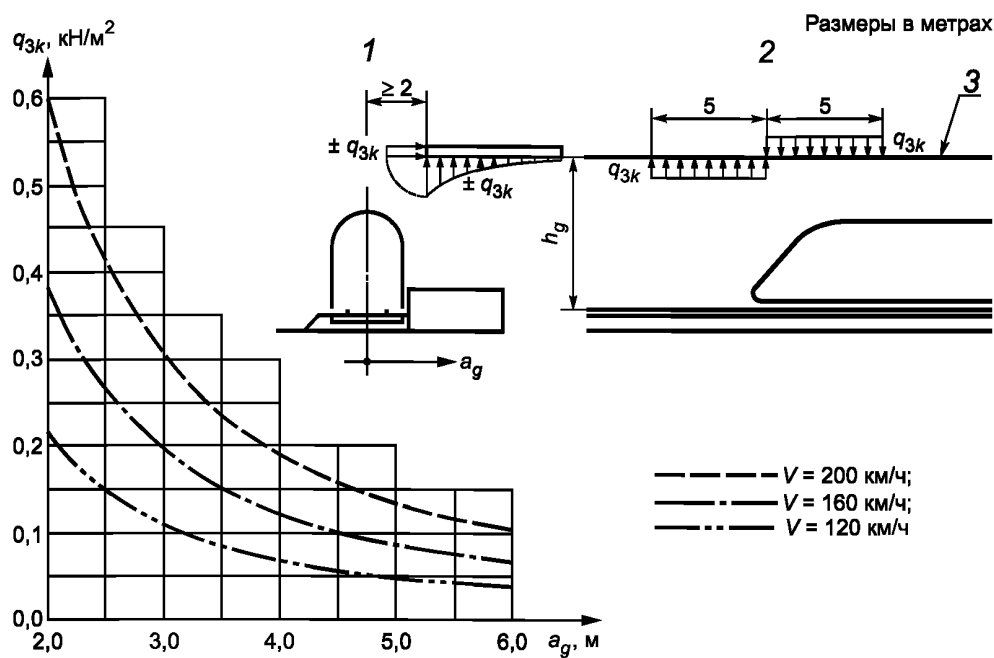 Размеры в метрах
q3k, кН/м²
1
2
3
≥ 2
5
5
± q3k
± q3k
q3k
q3k
hg
ag
0,6
0,5
0,4
0,3
0,2
0,1
0,0
2,0
3,0
4,0
5,0
6,0
ag, м
V = 200 км/ч;
V = 160 км/ч;
V = 120 км/ч